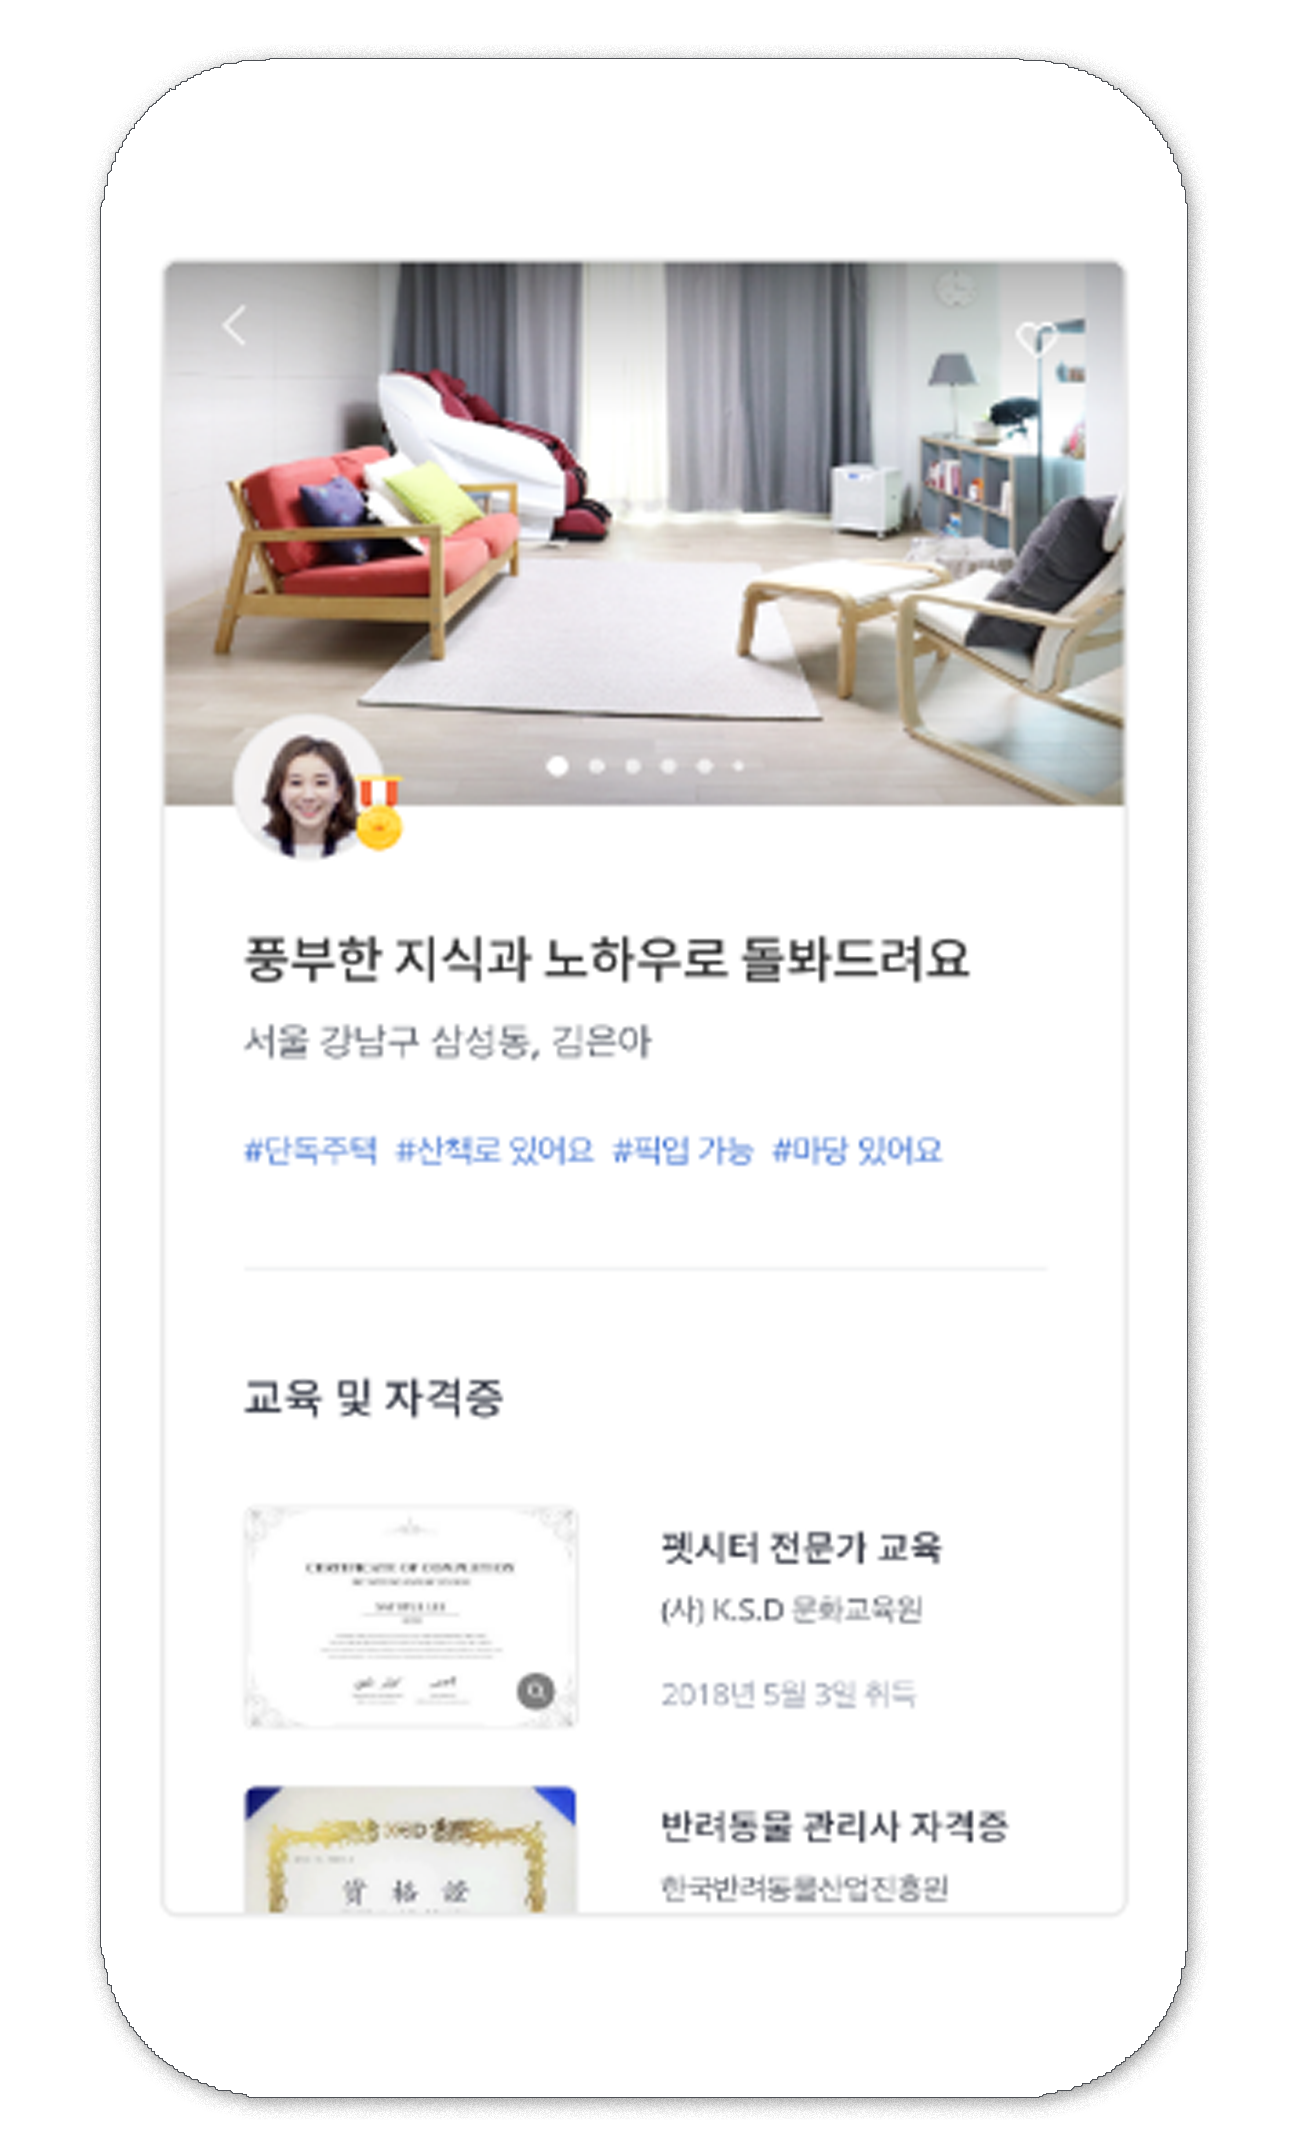 풍부한 지식과 노하우로 돌봐드려요
서울 강남구 삼성동, 김은아
#단독주택 #산책로 있어요 #픽업 가능 #마당 있어요
교육 및 자격증
CERTIFICATE OF COMPLETION
펫시터 전문가 교육
(사) K.S.D 문화교육원
2018년 5월 3일 취득
반려동물 관리사 자격증
한국반려동물산업진흥원
資 格 證